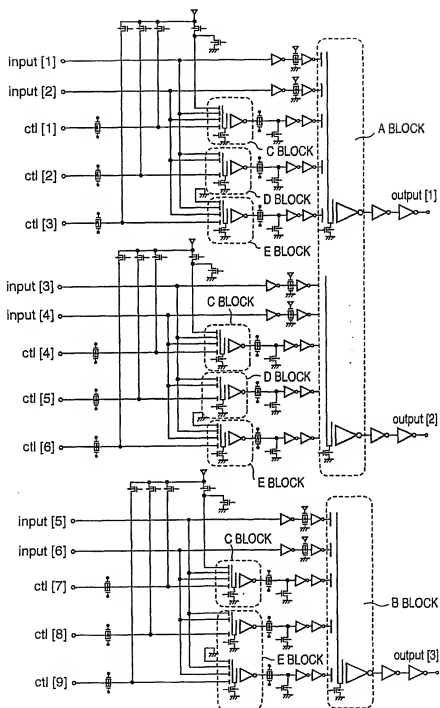 input [1]
input [2]
A BLOCK
ctl [1]
C BLOCK
ctl [2]
D BLOCK
ctl [3]
output [1]
E BLOCK
input [3]
input [4]
C BLOCK
ctl [4]
D BLOCK
ctl [5]
output [2]
ctl [6]
E BLOCK
input [5]
input [6]
C BLOCK
ctl [7]
B BLOCK
ctl [8]
E BLOCK
output [3]
ctl [9]